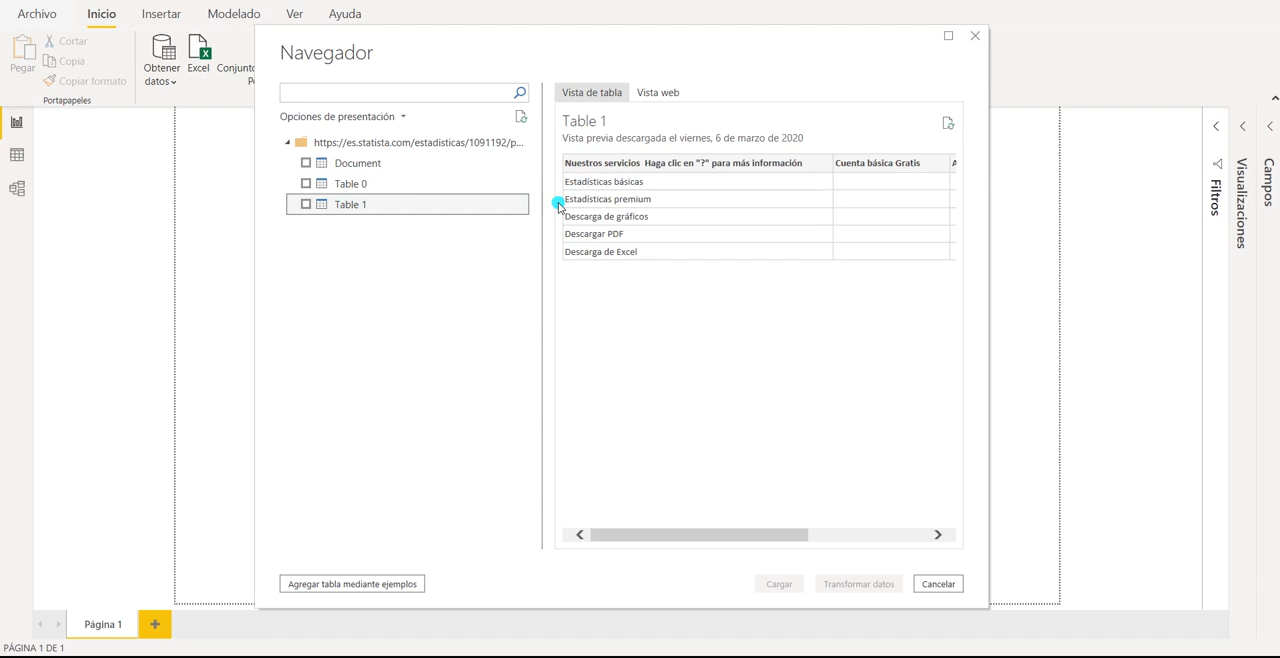 Archivo Inicio Insertar Modelado Ver Ayuda
Pegar
Cortar
Copia
Copiar formato
Portapapeles
Obtener datos
Excel
Conjunto
Navegador
Opciones de presentación
https://es.statista.com/estadisticas/1091192/p...
Document
Table 0
Table 1
Vista de tabla Vista web
Table 1
Vista previa descargada el viernes, 6 de marzo de 2020
Nuestros servicios Haga clic en "?" para más información Cuenta básica Gratis A
Estadísticas básicas
Estadísticas premium
Descarga de gráficos
Descargar PDF
Descarga de Excel
Agregar tabla mediante ejemplos
Cargar Transformar datos Cancelar
Filtros
Visualizaciones
Campos
Página 1
PÁGINA 1 DE 1